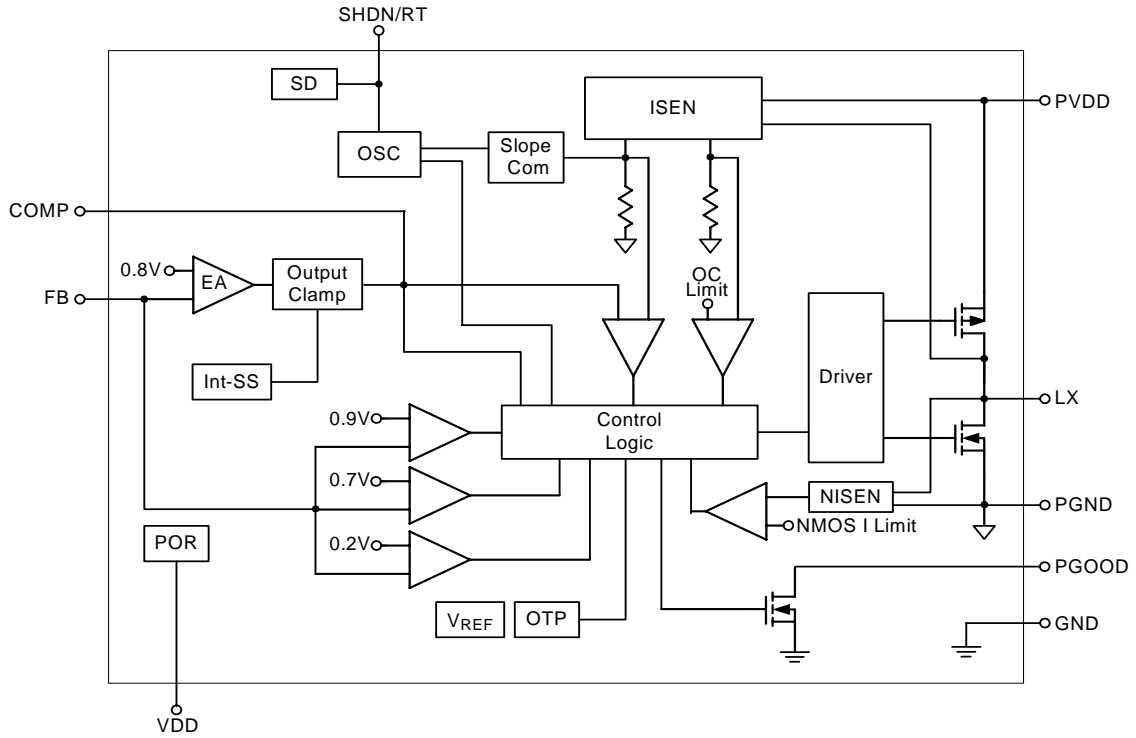 SHDN/RT
SD
ISEN
PVDD
OSC
Slope
Com
COMP
0.8V
EA
Output
Clamp
OC
Limit
FB
Int-SS
Driver
LX
0.9V
Control
Logic
0.7V
NISEN
PGND
NMOS I Limit
POR
0.2V
PGOOD
VREF
OTP
GND
VDD